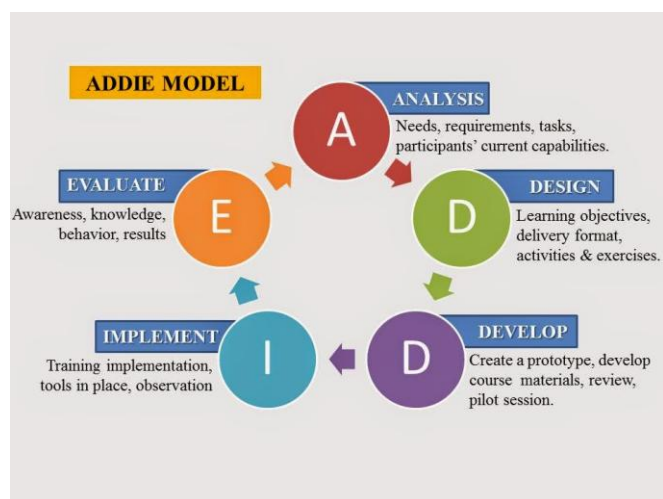 ADDIE MODEL
A
ANALYSIS
Needs, requirements, tasks,
participants' current capabilities.
D
DESIGN
Learning objectives,
delivery format,
activities & exercises.
D
DEVELOP
Create a prototype, develop
course materials, review,
pilot session.
I
IMPLEMENT
Training implementation,
tools in place, observation
E
EVALUATE
Awareness, knowledge,
behavior, results